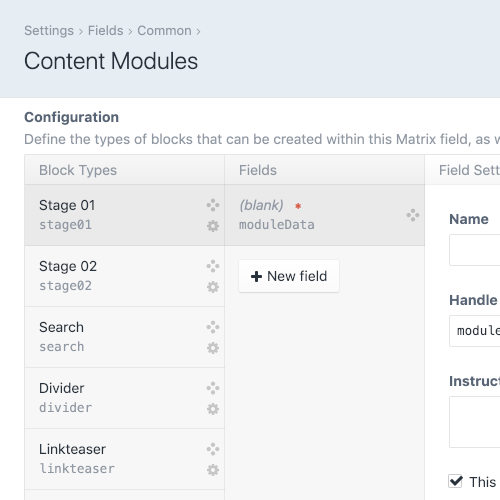 Settings › Fields › Common ›
Content Modules
Configuration
Define the types of blocks that can be created within this Matrix field, as
Block Types
Fields
Field Sett
Stage 01
stage01
(blank) *
moduleData
Name
Stage 02
stage02
+ New field
Handle
Search
search
module
Divider
divider
Instruct
Linkteaser
linkteaser
This